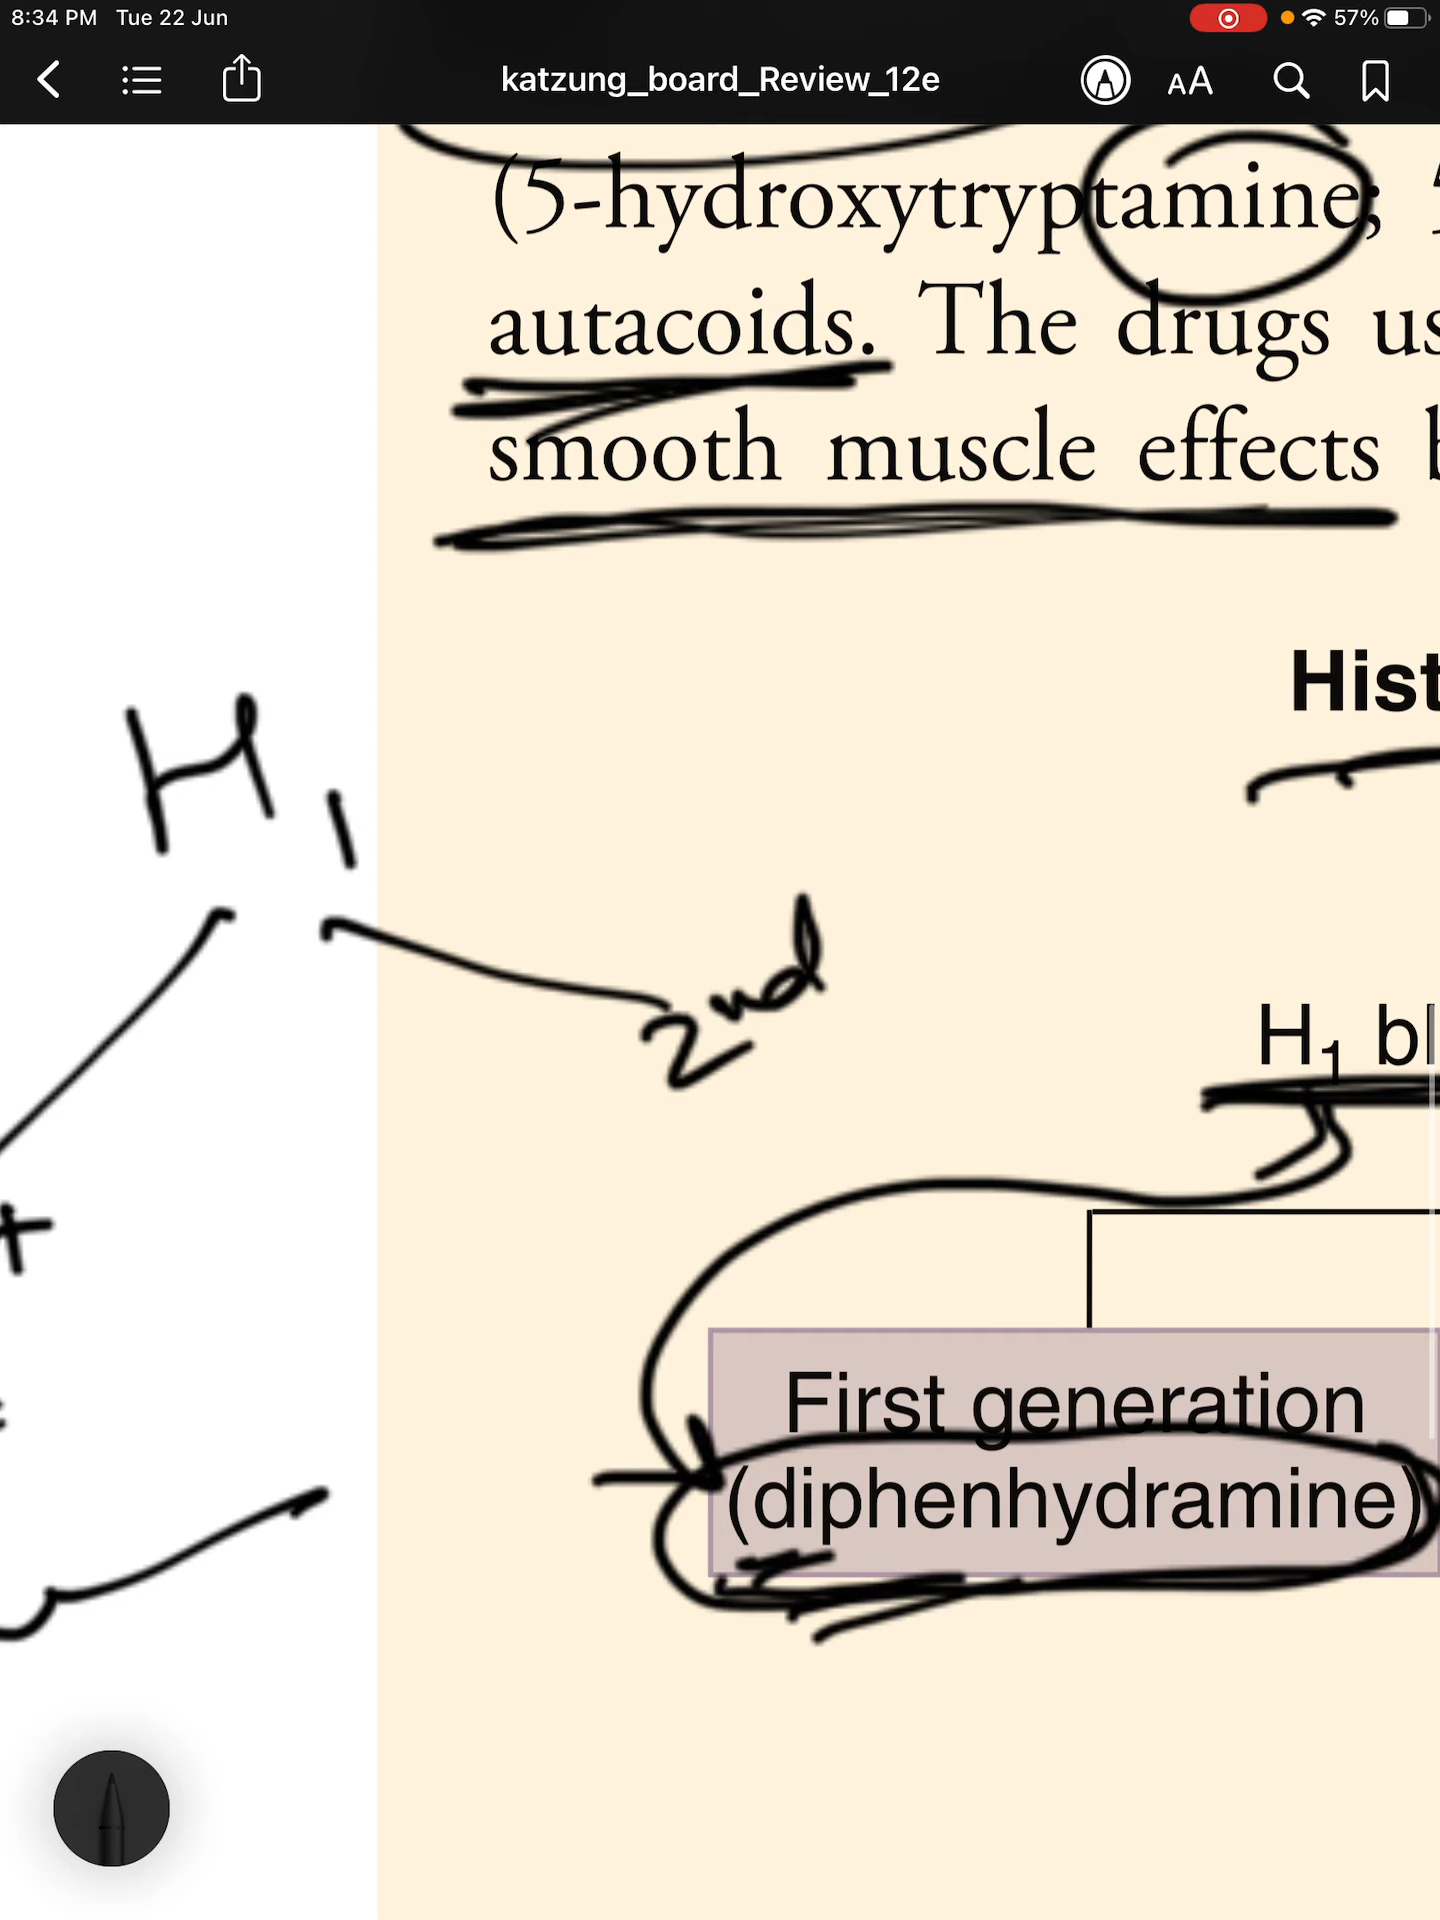 8:34 PM Tue 22 Jun 57%
katzung_board_Review_12e
AA
(5-hydroxytryptamine;
autacoids. The drugs us
smooth muscle effects b
Hist
H1
2nd
H₁ bl
First generation
(diphenhydramine)